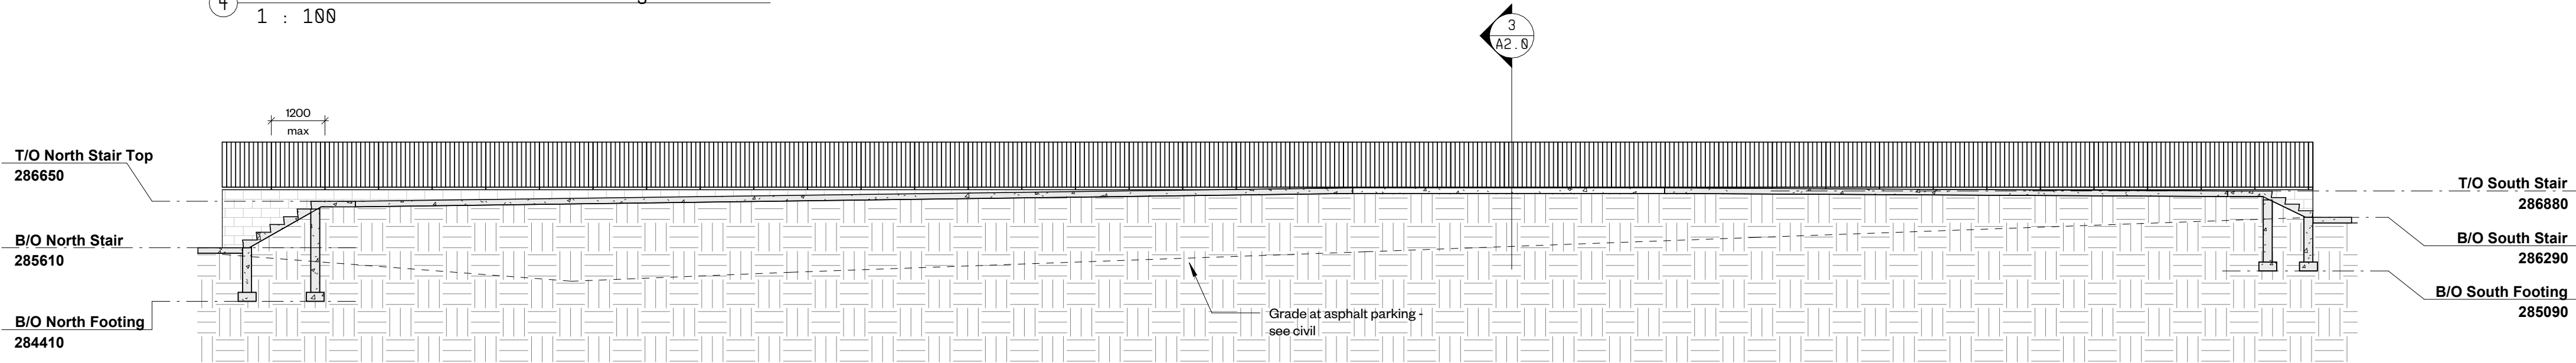 4
1 : 100
3
A2.0
1200
max
T/O North Stair Top
286650
B/O North Stair
285610
B/O North Footing
284410
T/O South Stair
286880
B/O South Stair
286290
B/O South Footing
285090
Grade at asphalt parking -
see civil